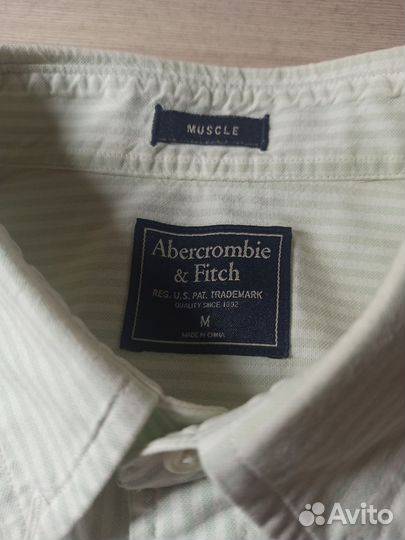 MUSCLE
Abercrombie
& Fitch
REG. U.S. PAT. TRADEMARK
QUALITY SINCE 1892
M
MADE IN CHINA
Avito